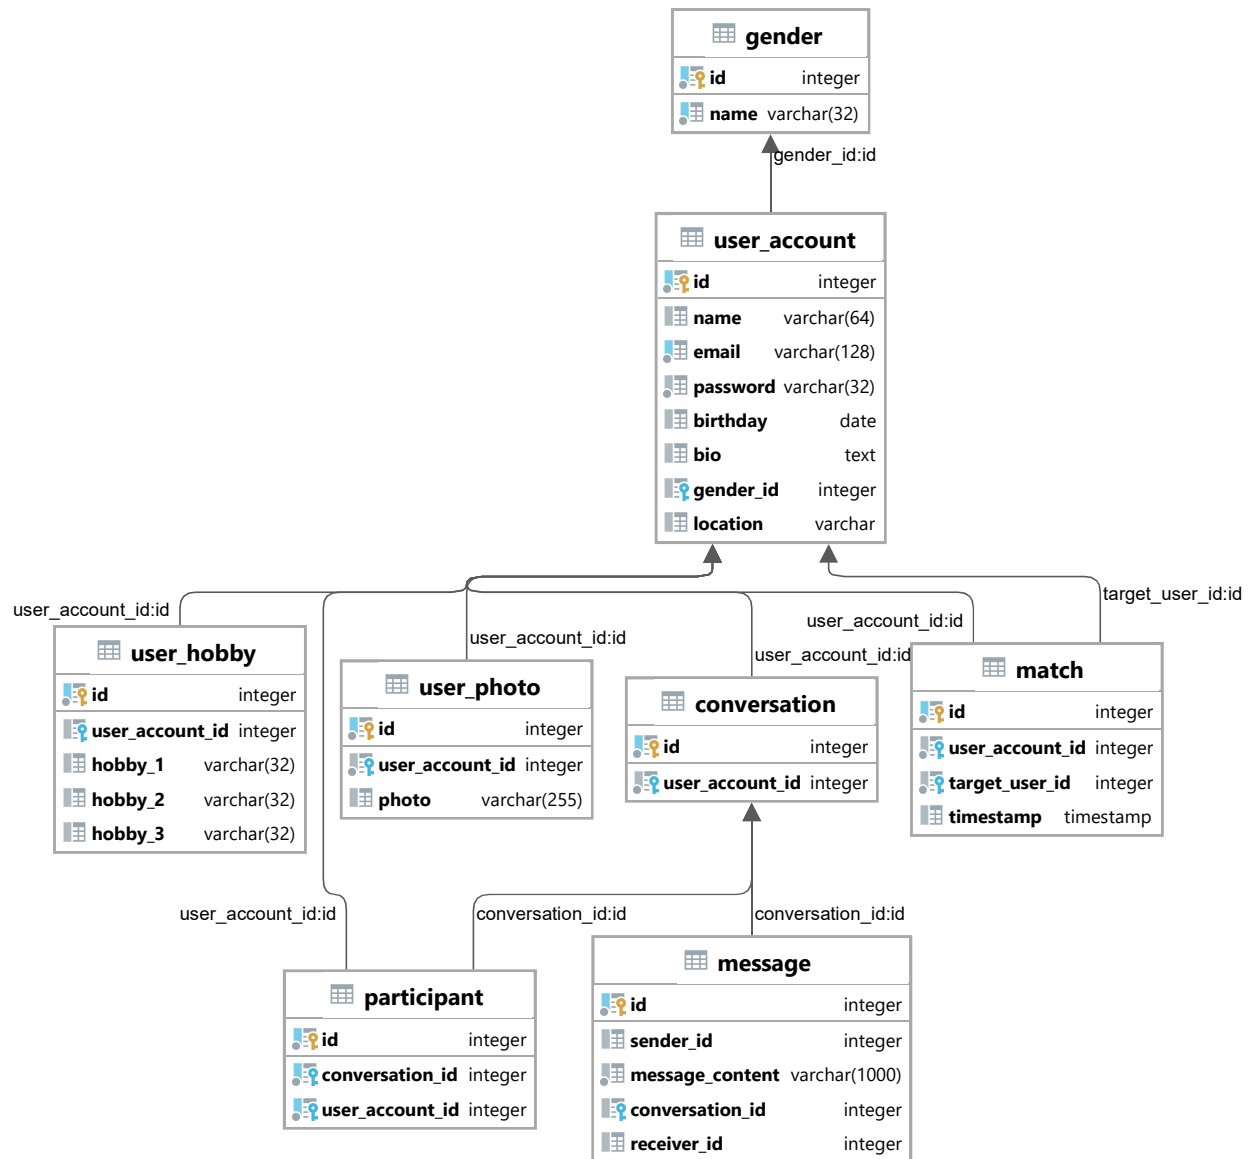 gender
id integer
name varchar(32)
gender_id:id
user_account
id integer
name varchar(64)
email varchar(128)
password varchar(32)
birthday date
bio text
gender_id integer
location varchar
user_account_id:id
user_account_id:id
user_account_id:id
user_account_id:id
target_user_id:id
user_hobby
id integer
user_account_id integer
hobby_1 varchar(32)
hobby_2 varchar(32)
hobby_3 varchar(32)
user_photo
id integer
user_account_id integer
photo varchar(255)
conversation
id integer
user_account_id integer
match
id integer
user_account_id integer
target_user_id integer
timestamp timestamp
user_account_id:id
conversation_id:id
conversation_id:id
participant
id integer
conversation_id integer
user_account_id integer
message
id integer
sender_id integer
message_content varchar(1000)
conversation_id integer
receiver_id integer